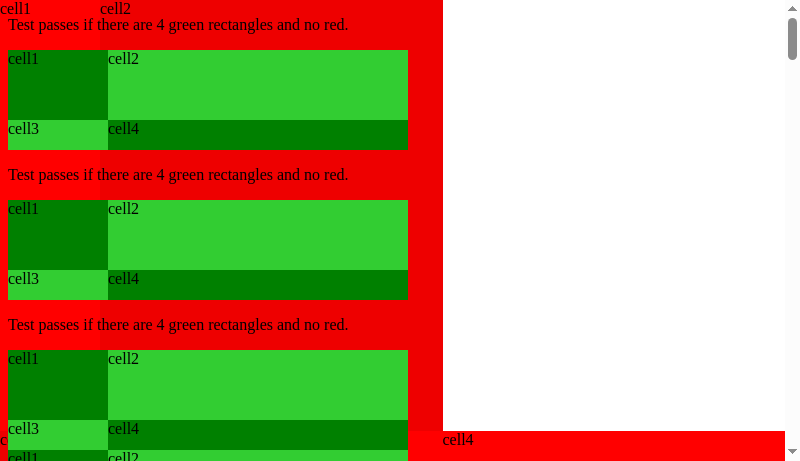 cell1 cell2
Test passes if there are 4 green rectangles and no red.
cell1 cell2
cell3 cell4
Test passes if there are 4 green rectangles and no red.
cell1 cell2
cell3 cell4
Test passes if there are 4 green rectangles and no red.
cell1 cell2
cell3 cell4
cell4
cell1 cell2